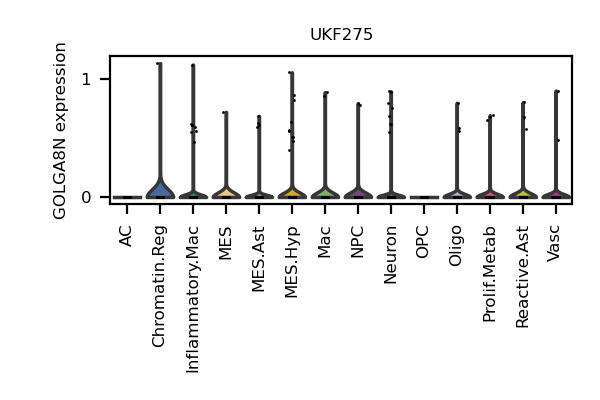 UKF275
GOLGA8N expression
1
0
AC
Chromatin.Reg
Inflammatory.Mac
MES
MES.Ast
MES.Hyp
Mac
NPC
Neuron
OPC
Oligo
Prolif.Metab
Reactive.Ast
Vasc